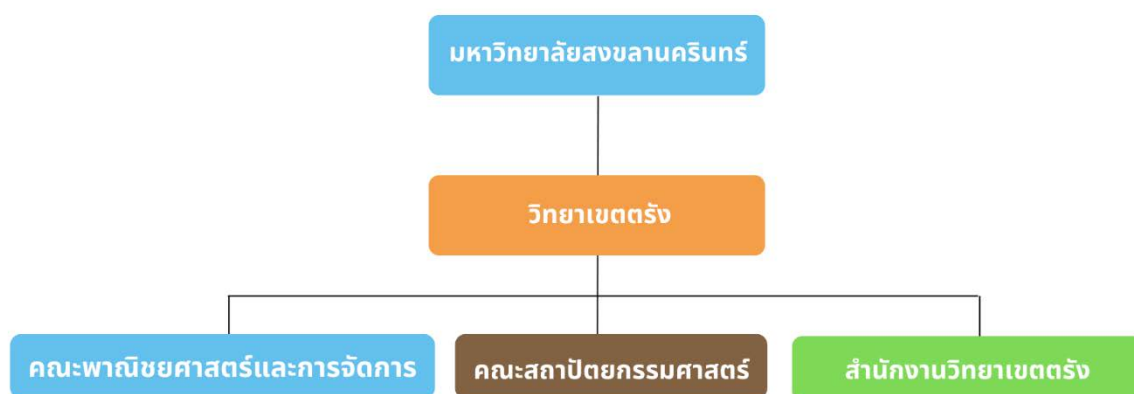 มหาวิทยาลัยสงขลานครินทร์
วิทยาเขตตรัง
คณะพาณิชยศาสตร์และการจัดการ
คณะสถาปัตยกรรมศาสตร์
สำนักงานวิทยาเขตตรัง